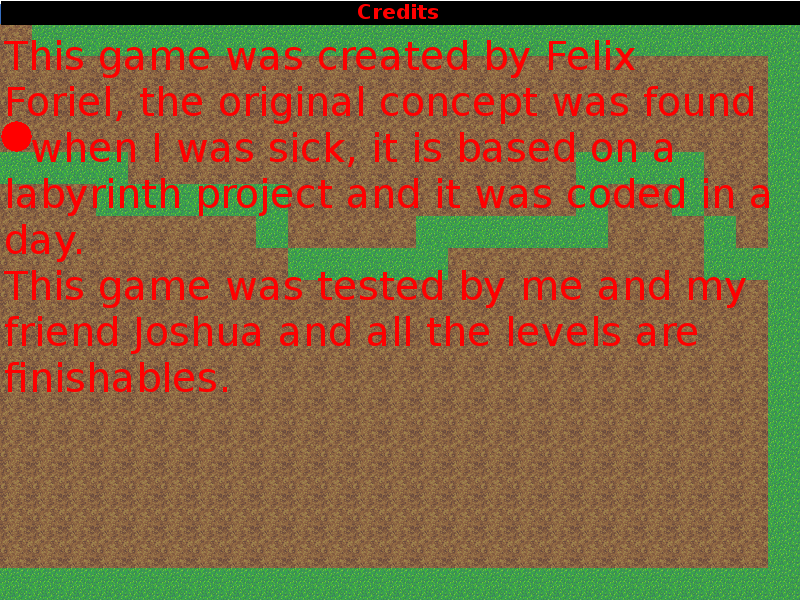 Credits
This game was created by Felix
Foriel, the original concept was found
when I was sick, it is based on a
labyrinth project and it was coded in a
day.
This game was tested by me and my
friend Joshua and all the levels are
finishables.